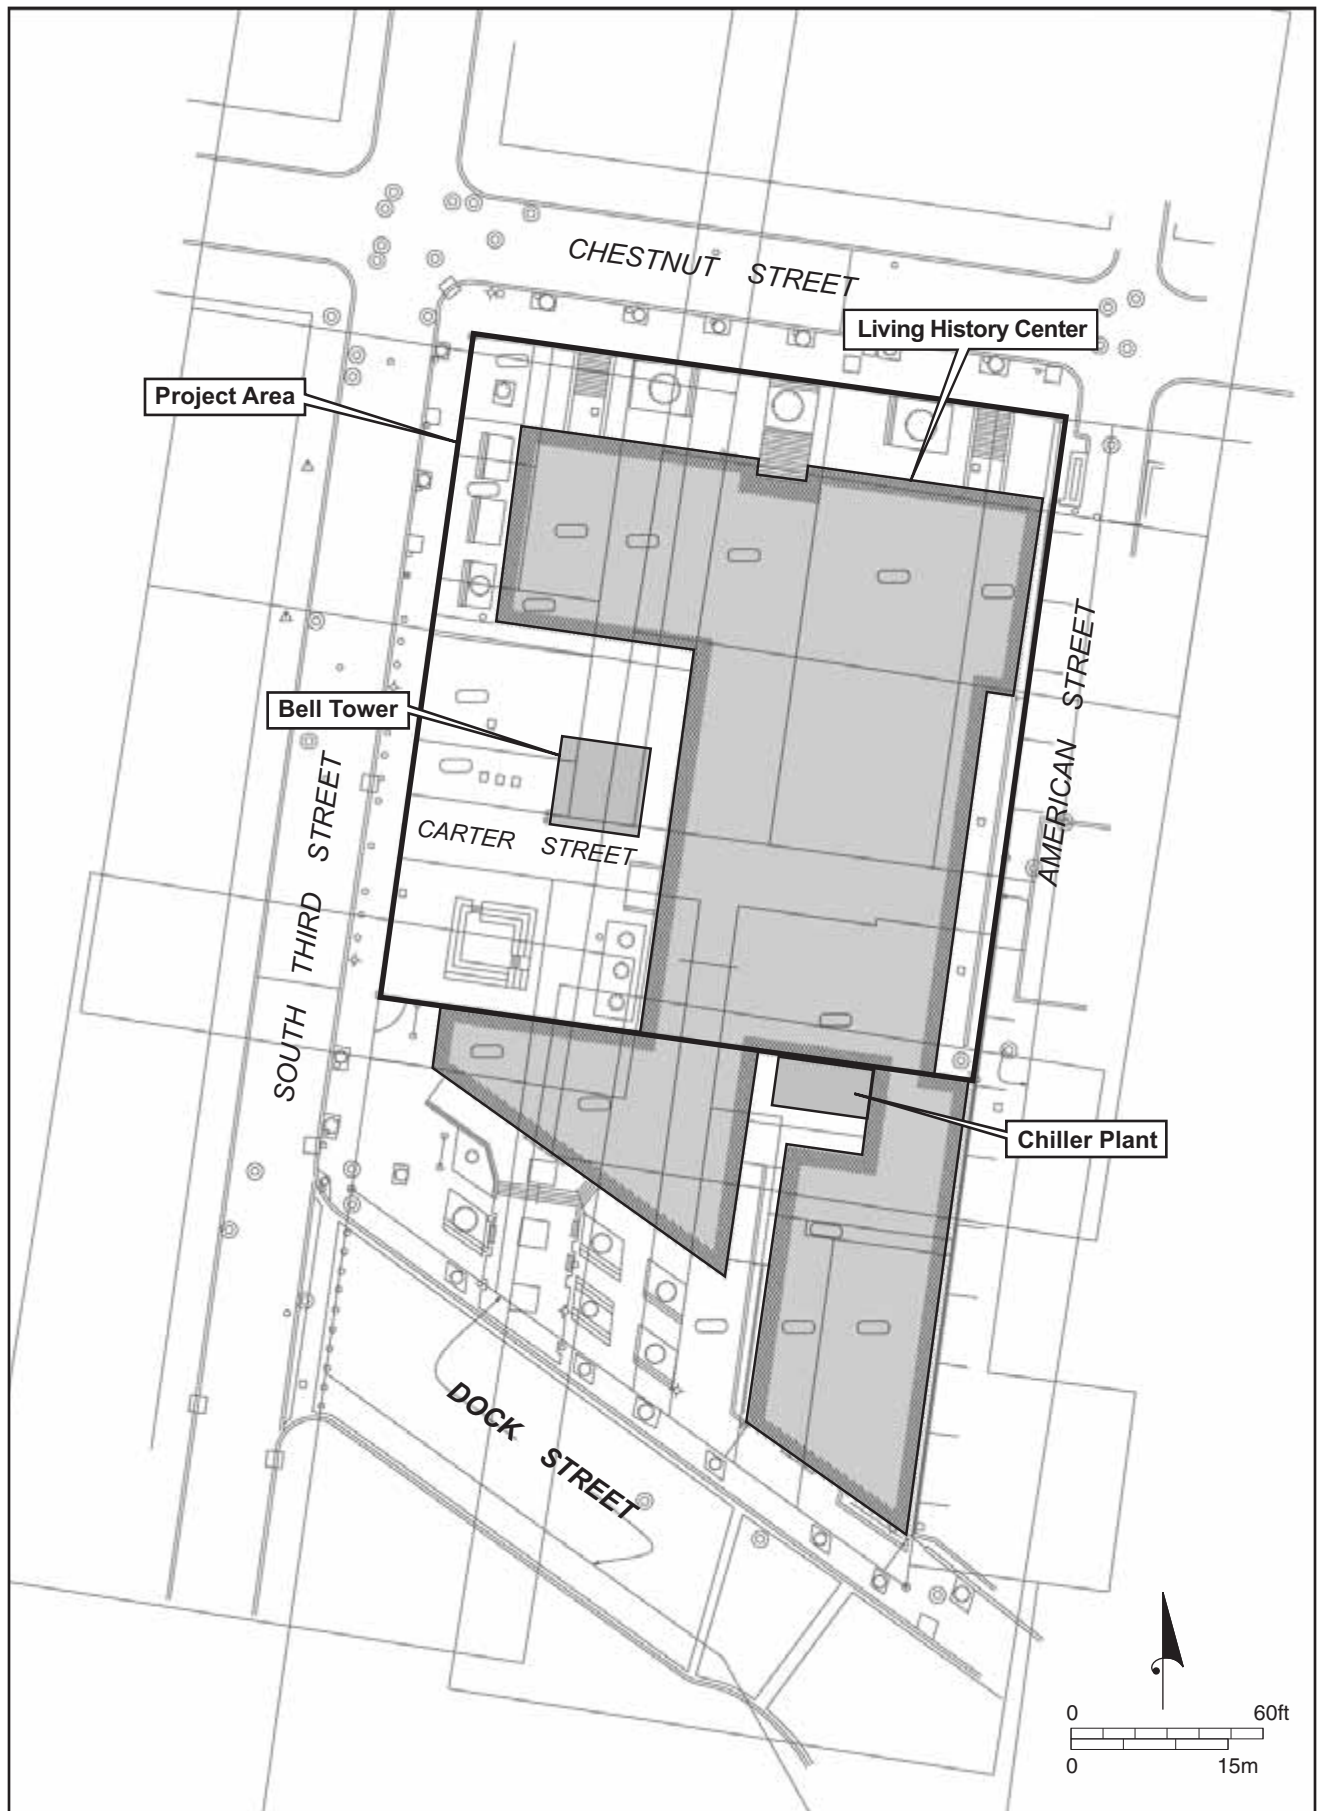 CHESTNUT STREET
Living History Center
Project Area
AMERICAN STREET
Bell Tower
SOUTH THIRD STREET
CARTER STREET
Chiller Plant
DOCK STREET
0 60ft
0 15m